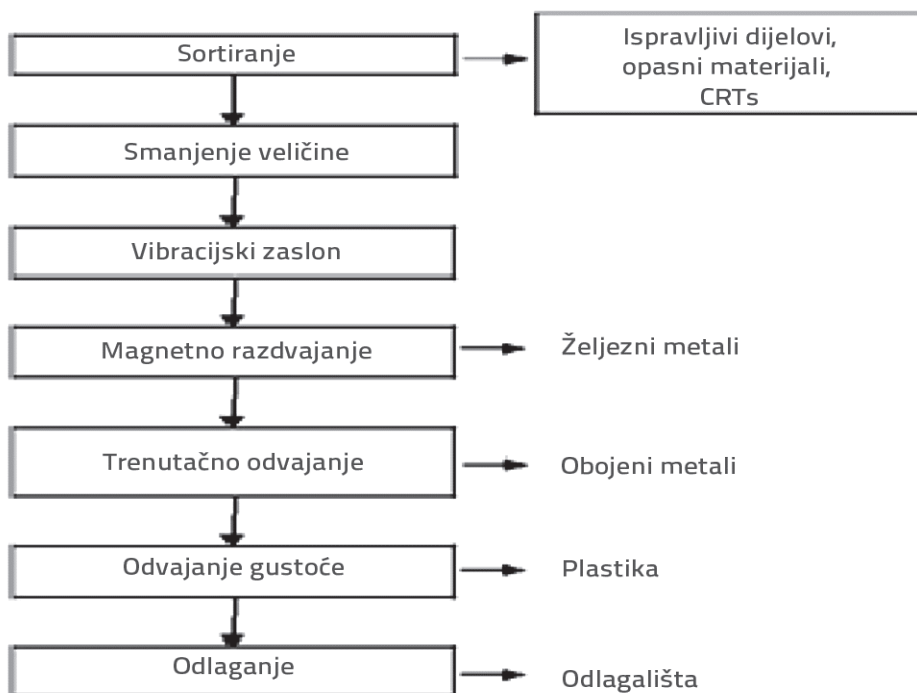 Sortiranje
Ispravljivi dijelovi,
opasni materijali,
CRTs
Smanjenje veličine
Vibracijski zaslon
Magnetno razdvajanje
Željezni metali
Trenutačno odvajanje
Obojeni metali
Odvajanje gustoće
Plastika
Odlaganje
Odlagališta